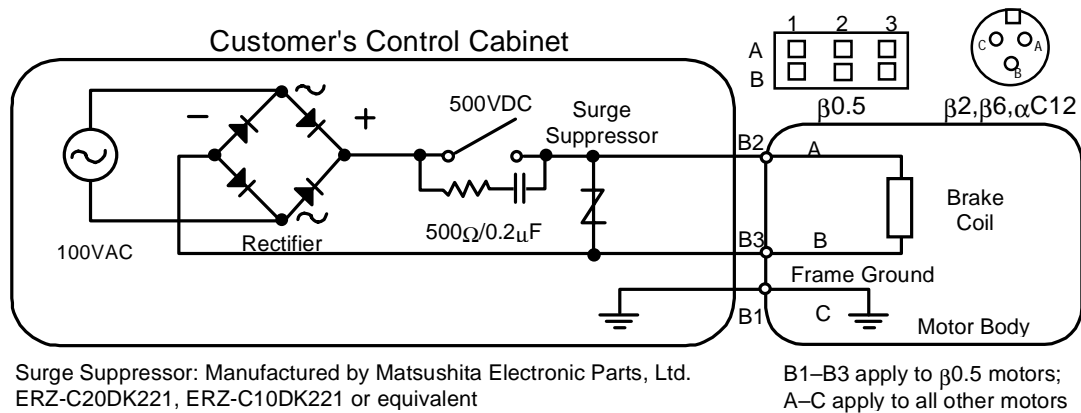 1 2 3
A
B
C A
B
Customer's Control Cabinet
β0.5
β2,β6,αC12
500VDC
Surge
Suppressor
− +
B2 A
Brake
Coil
100VAC
Rectifier
500Ω/0.2μF
B3 B
Frame Ground
B1 C
Motor Body
Surge Suppressor: Manufactured by Matsushita Electronic Parts, Ltd.
ERZ-C20DK221, ERZ-C10DK221 or equivalent
B1–B3 apply to β0.5 motors;
A–C apply to all other motors